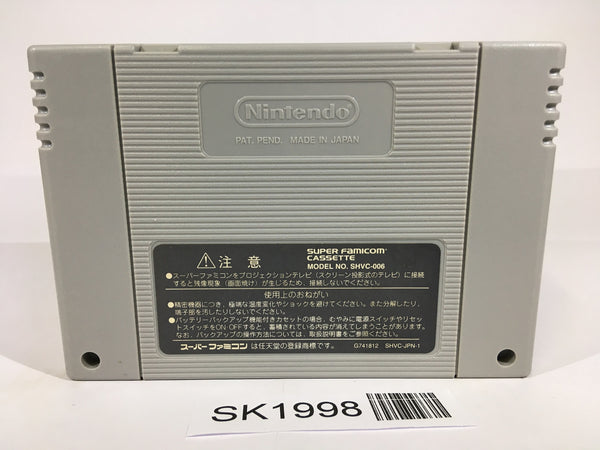 Nintendo
PAT. PEND. MADE IN JAPAN
注意
SUPER FAMICOM
CASSETTE
MODEL NO. SHVC-006
●スーパーファミコンをプロジェクションテレビ（スクリーン投影式のテレビ）に接続
すると残像現象（画面焼け）が生じるため、接続しないでください。
使用上のおねがい
●精密機器につき、極端な温度変化やショックを避けてください。また分解したり、
端子部を汚したりしないでください。
●バッテリーバックアップ機能付きカセットの場合、むやみに電源スイッチやリセッ
トスイッチをON・OFFすると、蓄積されている内容が消えてしまうことがあります。
なお、バックアップの操作方法については、取扱説明書をご覧ください。
スーパーファミコンは任天堂の登録商標です。
G741812 SHVC-JPN-1
SK1998